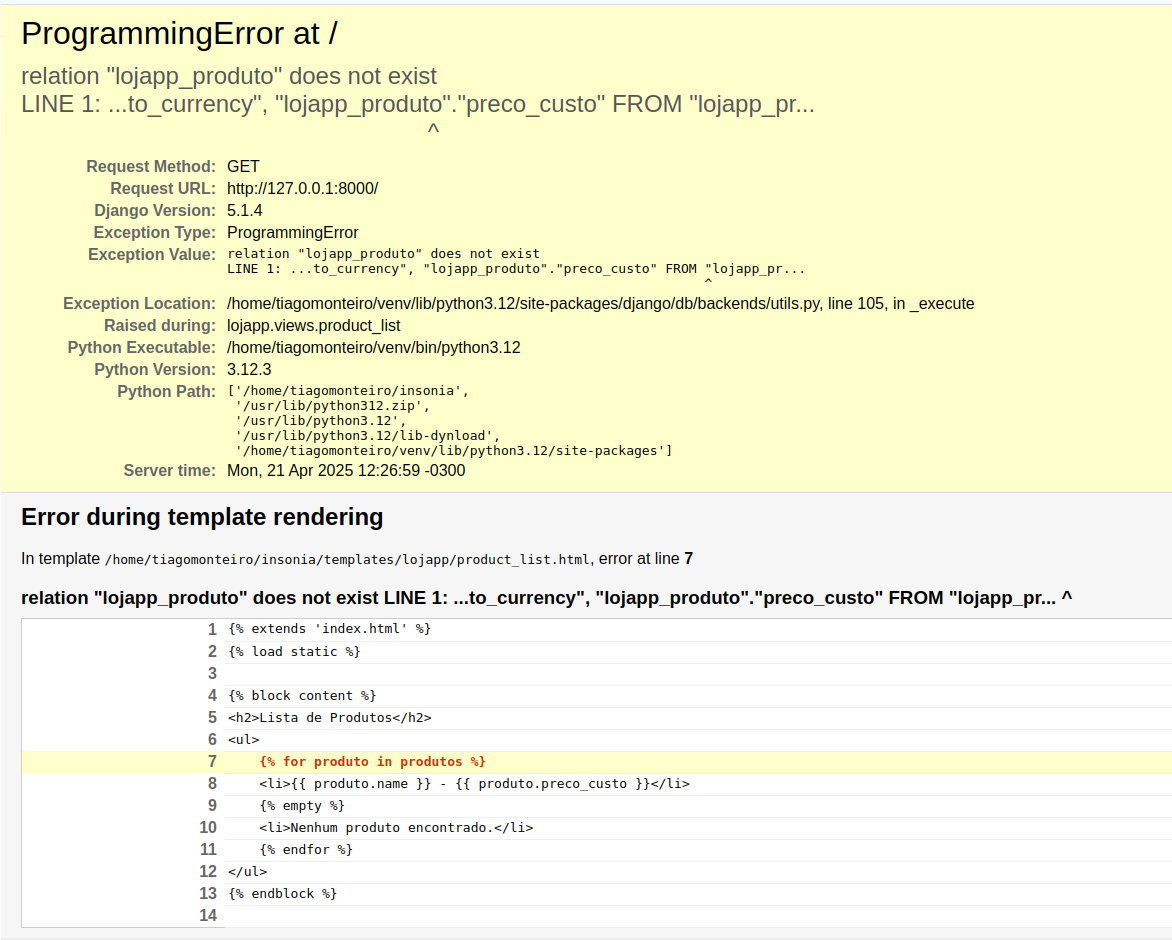 ProgrammingError at /
relation "lojapp_produto" does not exist
LINE 1: ...to_currency", "lojapp_produto"."preco_custo" FROM "lojapp_pr...
^
Request Method: GET
Request URL: http://127.0.0.1:8000/
Django Version: 5.1.4
Exception Type: ProgrammingError
Exception Value: relation "lojapp_produto" does not exist
LINE 1: ...to_currency", "lojapp_produto"."preco_custo" FROM "lojapp_pr...
^
Exception Location: /home/tiagomonteiro/venv/lib/python3.12/site-packages/django/db/backends/utils.py, line 105, in _execute
Raised during: lojapp.views.product_list
Python Executable: /home/tiagomonteiro/venv/bin/python3.12
Python Version: 3.12.3
Python Path: ['/home/tiagomonteiro/insonia',
'/usr/lib/python312.zip',
'/usr/lib/python3.12',
'/usr/lib/python3.12/lib-dynload',
'/home/tiagomonteiro/venv/lib/python3.12/site-packages']
Server time: Mon, 21 Apr 2025 12:26:59 -0300
Error during template rendering
In template /home/tiagomonteiro/insonia/templates/lojapp/product_list.html, error at line 7
relation "lojapp_produto" does not exist LINE 1: ...to_currency", "lojapp_produto"."preco_custo" FROM "lojapp_pr... ^
1 {% extends 'index.html' %}
2 {% load static %}
3
4 {% block content %}
5 <h2>Lista de Produtos</h2>
6 <ul>
7 {% for produto in produtos %}
8 <li>{{ produto.name }} - {{ produto.preco_custo }}</li>
9 {% empty %}
10 <li>Nenhum produto encontrado.</li>
11 {% endfor %}
12 </ul>
13 {% endblock %}
14